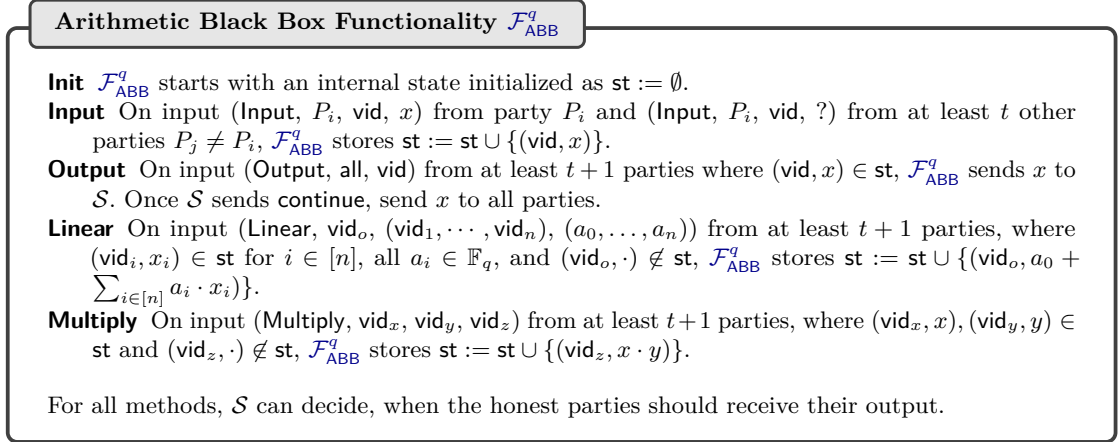 Arithmetic Black Box Functionality 𝓕^q_ABB
Init 𝓕^q_ABB starts with an internal state initialized as st := ∅.
Input On input (Input, P_i, vid, x) from party P_i and (Input, P_i, vid, ?) from at least t other
parties P_j ≠ P_i, 𝓕^q_ABB stores st := st ∪ {(vid, x)}.
Output On input (Output, all, vid) from at least t + 1 parties where (vid, x) ∈ st, 𝓕^q_ABB sends x to
𝒮. Once 𝒮 sends continue, send x to all parties.
Linear On input (Linear, vid_o, (vid_1, ⋯ , vid_n), (a_0, … , a_n)) from at least t + 1 parties, where
(vid_i, x_i) ∈ st for i ∈ [n], all a_i ∈ 𝔽_q, and (vid_o, ·) ∉ st, 𝓕^q_ABB stores st := st ∪ {(vid_o, a_0 +
∑_{i∈[n]} a_i · x_i)}.
Multiply On input (Multiply, vid_x, vid_y, vid_z) from at least t+1 parties, where (vid_x, x), (vid_y, y) ∈
st and (vid_z, ·) ∉ st, 𝓕^q_ABB stores st := st ∪ {(vid_z, x · y)}.
For all methods, 𝒮 can decide, when the honest parties should receive their output.